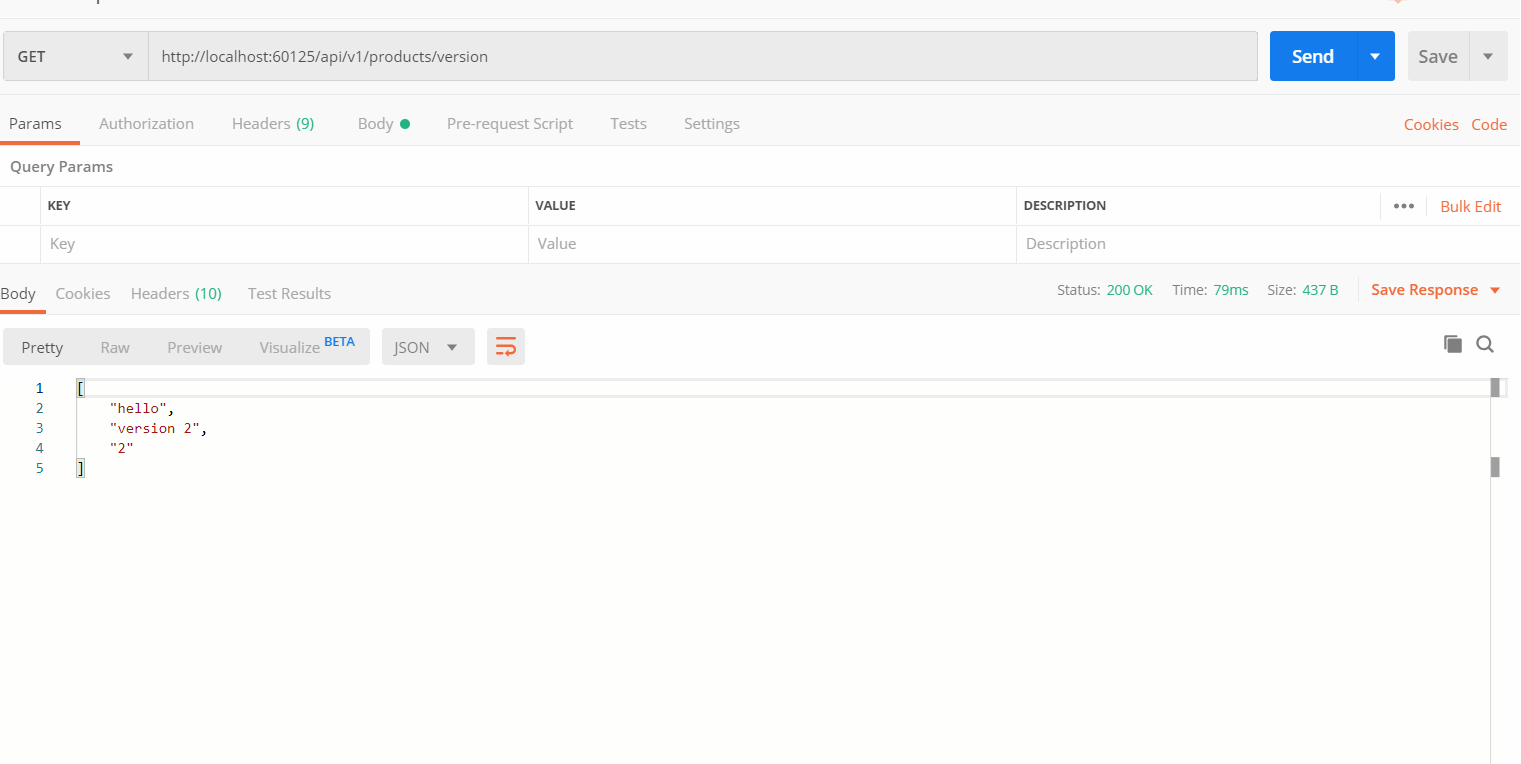 GET http://localhost:60125/api/v1/products/version Send Save
Params Authorization Headers (9) Body Pre-request Script Tests Settings Cookies Code
Query Params
KEY VALUE DESCRIPTION ••• Bulk Edit
Key Value Description
Body Cookies Headers (10) Test Results Status: 200 OK Time: 79ms Size: 437 B Save Response
Pretty Raw Preview Visualize BETA JSON
1 [
2 "hello",
3 "version 2",
4 "2"
5 ]